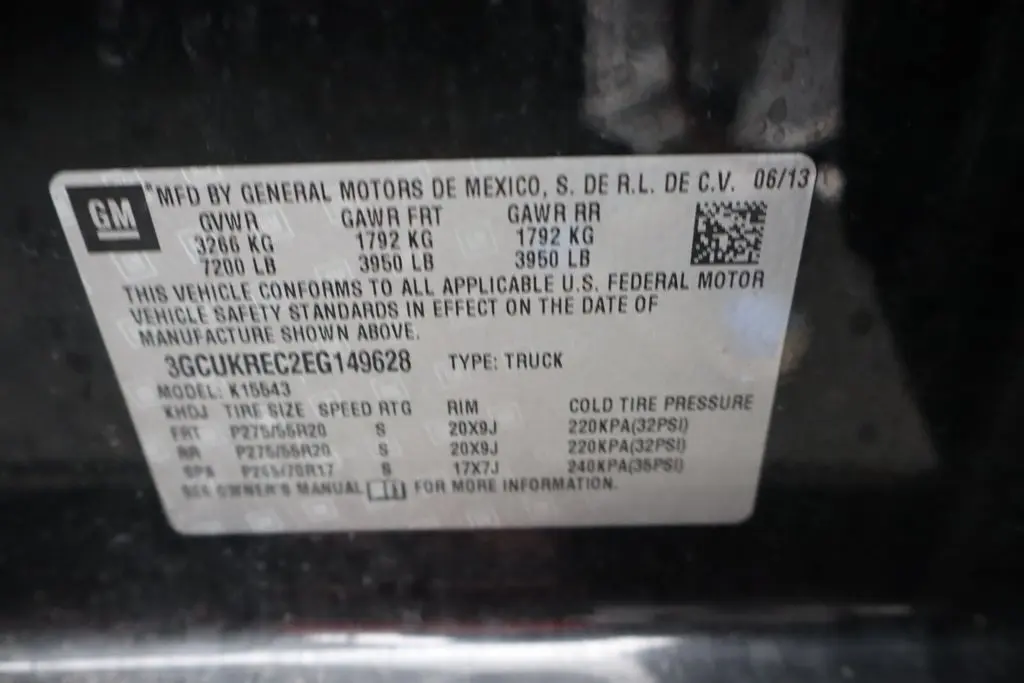 GM
MFD BY GENERAL MOTORS DE MEXICO, S. DE R.L. DE C.V. 06/13
GVWR GAWR FRT GAWR RR
3266 KG 1792 KG 1792 KG
7200 LB 3950 LB 3950 LB
THIS VEHICLE CONFORMS TO ALL APPLICABLE U.S. FEDERAL MOTOR
VEHICLE SAFETY STANDARDS IN EFFECT ON THE DATE OF
MANUFACTURE SHOWN ABOVE.
3GCUKREC2EG149628 TYPE: TRUCK
MODEL: K15543
KHDJ TIRE SIZE SPEED RTG RIM COLD TIRE PRESSURE
FRT P275/55R20 S 20X9J 220KPA(32PSI)
RR P275/55R20 S 20X9J 220KPA(32PSI)
SPA P265/70R17 S 17X7J 240KPA(35PSI)
SEE OWNER'S MANUAL FOR MORE INFORMATION.